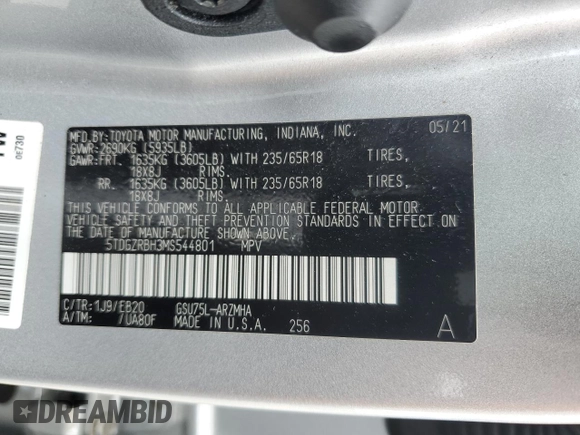 MFD.BY:TOYOTA MOTOR MANUFACTURING, INDIANA, INC. 05/21
GVWR:2690KG (5935LB)
GAWR:FRT. 1635KG (3605LB) WITH 235/65R18 TIRES,
18X8J RIMS.
RR. 1635KG (3605LB) WITH 235/65R18 TIRES,
18X8J RIMS.
THIS VEHICLE CONFORMS TO ALL APPLICABLE FEDERAL MOTOR
VEHICLE SAFETY AND THEFT PREVENTION STANDARDS IN EFFECT ON
THE DATE OF MANUFACTURE SHOWN ABOVE.
5TDGZRBH3MS544801 MPV
C/TR:1J9/EB20 GSU75L-ARZMHA
A/TM: /UA80F MADE IN U.S.A. 256 A
0E730
DREAMBID